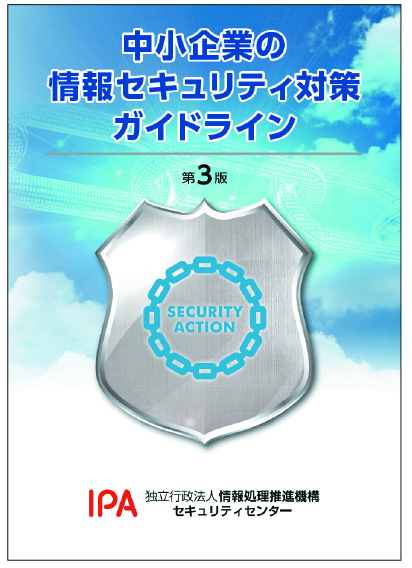 中小企業の
情報セキュリティ対策
ガイドライン
第3版
SECURITY
ACTION
IPA 独立行政法人情報処理推進機構
セキュリティセンター